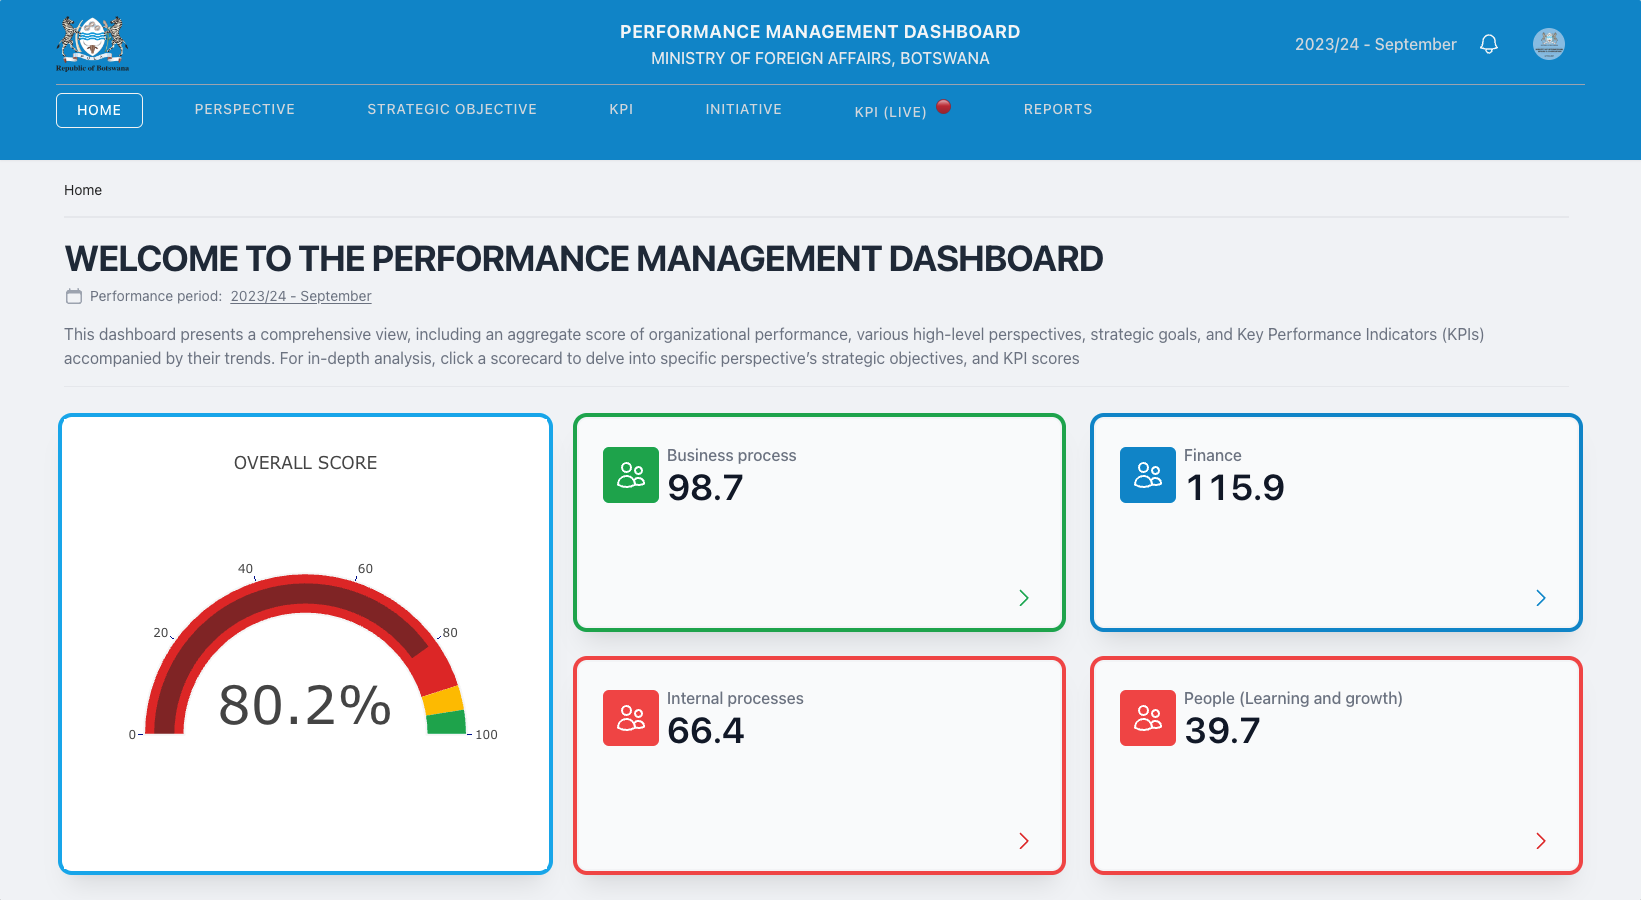 PERFORMANCE MANAGEMENT DASHBOARD
MINISTRY OF FOREIGN AFFAIRS, BOTSWANA
2023/24 - September
Republic of Botswana
HOME
PERSPECTIVE
STRATEGIC OBJECTIVE
KPI
INITIATIVE
KPI (LIVE)
REPORTS
Home
WELCOME TO THE PERFORMANCE MANAGEMENT DASHBOARD
Performance period: 2023/24 - September
This dashboard presents a comprehensive view, including an aggregate score of organizational performance, various high-level perspectives, strategic goals, and Key Performance Indicators (KPIs)
accompanied by their trends. For in-depth analysis, click a scorecard to delve into specific perspective’s strategic objectives, and KPI scores
OVERALL SCORE
0
20
40
60
80
100
80.2%
Business process
98.7
Finance
115.9
Internal processes
66.4
People (Learning and growth)
39.7